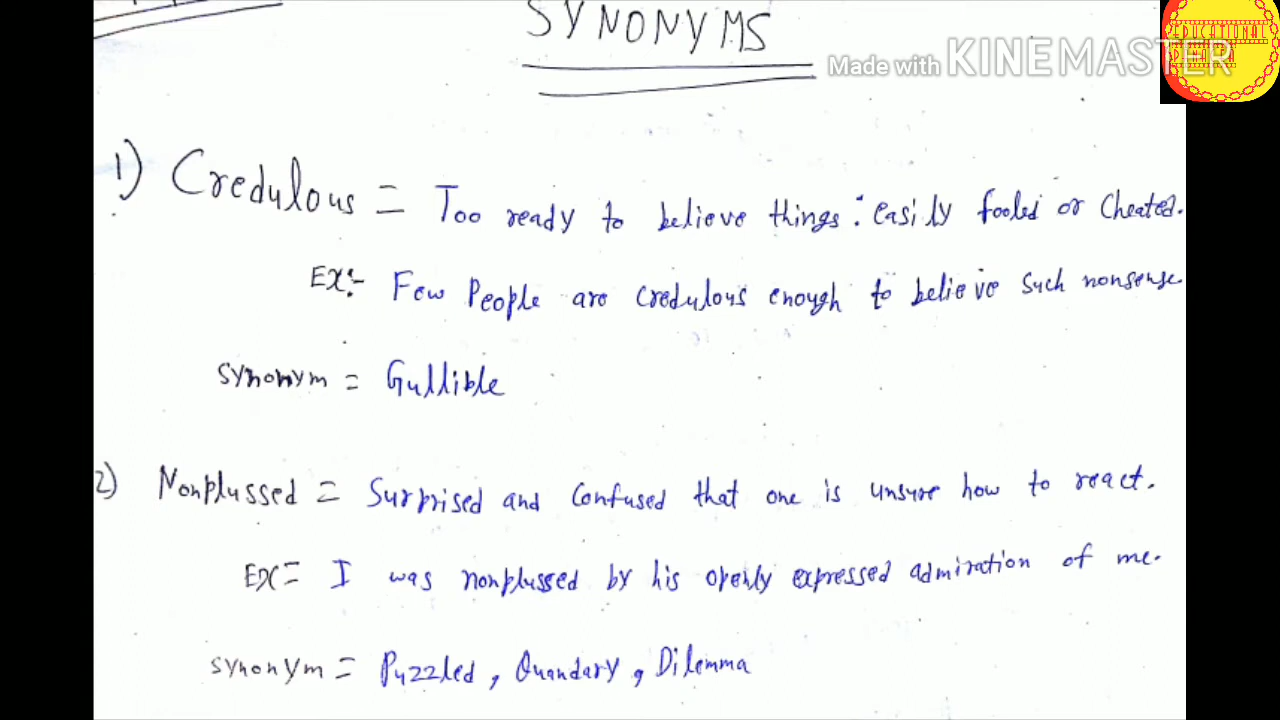 SYNONYMS
Made with KINEMASTER
EDUCATIONAL
1) Credulous = Too ready to believe things : easily fooled or Cheated.
EX:- Few People are credulous enough to believe such nonsense
Synonym = Gullible
2) Nonplussed = Surprised and Confused that one is unsure how to react.
EX = I was nonplussed by his openly expressed admiration of me.
Synonym = Puzzled, Quandary, Dilemma